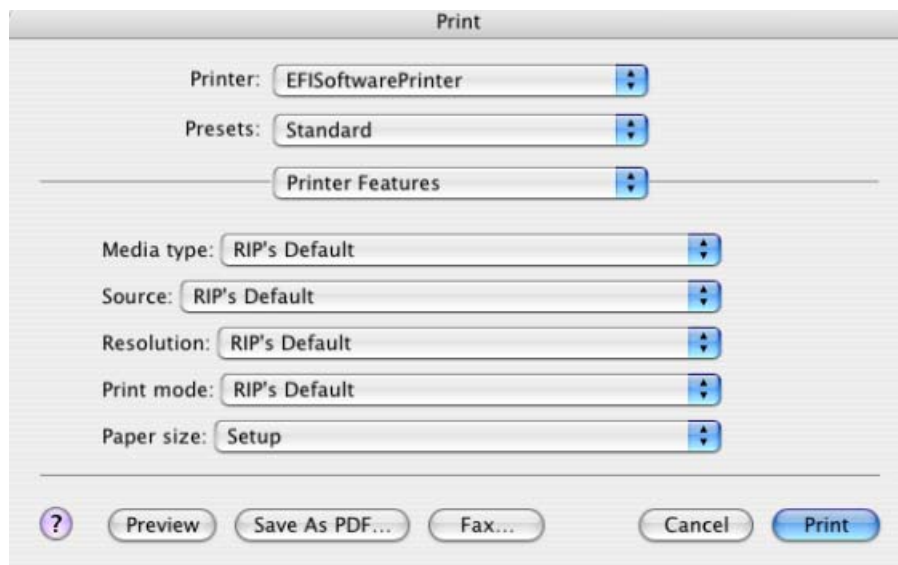 Print
Printer: EFISoftwarePrinter
Presets: Standard
Printer Features
Media type: RIP's Default
Source: RIP's Default
Resolution: RIP's Default
Print mode: RIP's Default
Paper size: Setup
? Preview Save As PDF... Fax... Cancel Print